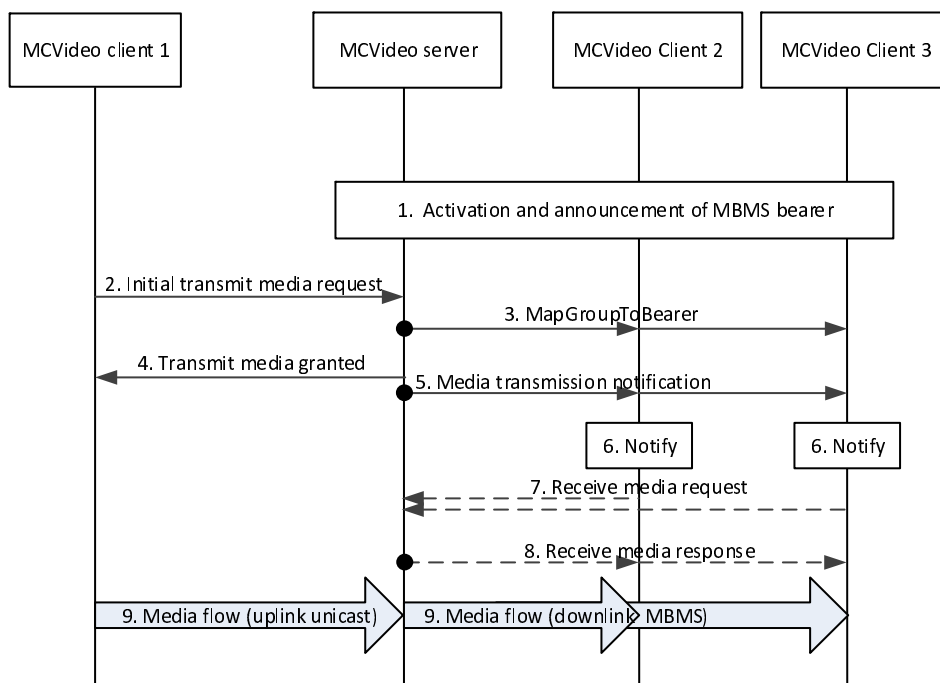 MCVideo client 1
MCVideo server
MCVideo Client 2
MCVideo Client 3
1. Activation and announcement of MBMS bearer
2. Initial transmit media request
3. MapGroupToBearer
4. Transmit media granted
5. Media transmission notification
6. Notify
6. Notify
7. Receive media request
8. Receive media response
9. Media flow (uplink unicast)
9. Media flow (downlink MBMS)